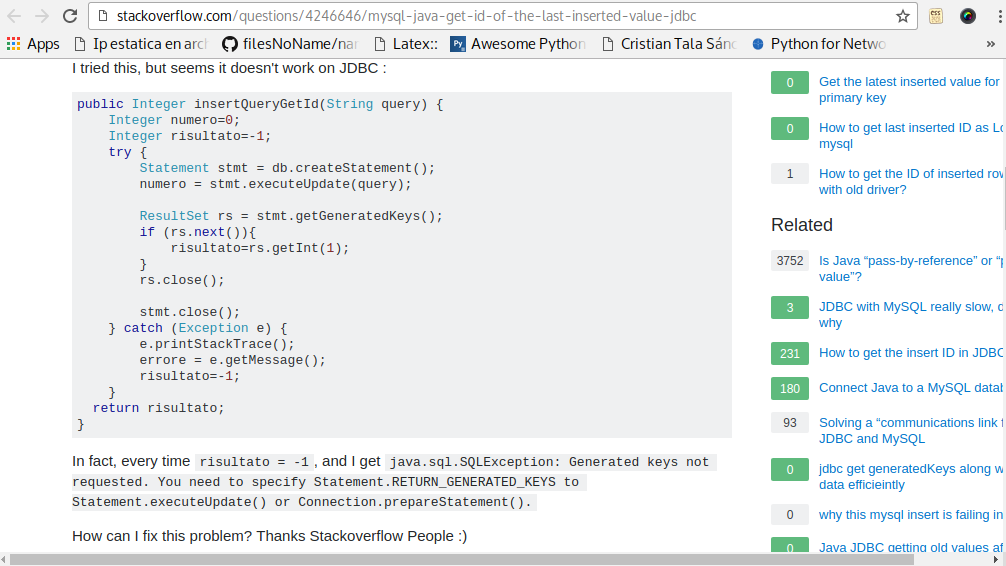 stackoverflow.com/questions/4246646/mysql-java-get-id-of-the-last-inserted-value-jdbc
Apps Ip estatica en arc filesNoName/nar Latex:: Awesome Python Cristian Tala Sánc Python for Netwo »
I tried this, but seems it doesn't work on JDBC :
public Integer insertQueryGetId(String query) {
Integer numero=0;
Integer risultato=-1;
try {
Statement stmt = db.createStatement();
numero = stmt.executeUpdate(query);
ResultSet rs = stmt.getGeneratedKeys();
if (rs.next()){
risultato=rs.getInt(1);
}
rs.close();
stmt.close();
} catch (Exception e) {
e.printStackTrace();
errore = e.getMessage();
risultato=-1;
}
return risultato;
}
In fact, every time risultato = -1 , and I get java.sql.SQLException: Generated keys not
requested. You need to specify Statement.RETURN_GENERATED_KEYS to
Statement.executeUpdate() or Connection.prepareStatement().
How can I fix this problem? Thanks Stackoverflow People :)
0 Get the latest inserted value for
primary key
0 How to get last inserted ID as Lo
mysql
1 How to get the ID of inserted row
with old driver?
Related
3752 Is Java “pass-by-reference” or “p
value”?
3 JDBC with MySQL really slow, d
why
231 How to get the insert ID in JDBC
180 Connect Java to a MySQL datab
93 Solving a “communications link f
JDBC and MySQL
0 jdbc get generatedKeys along w
data efficieintly
0 why this mysql insert is failing in
0 Java JDBC getting old values af